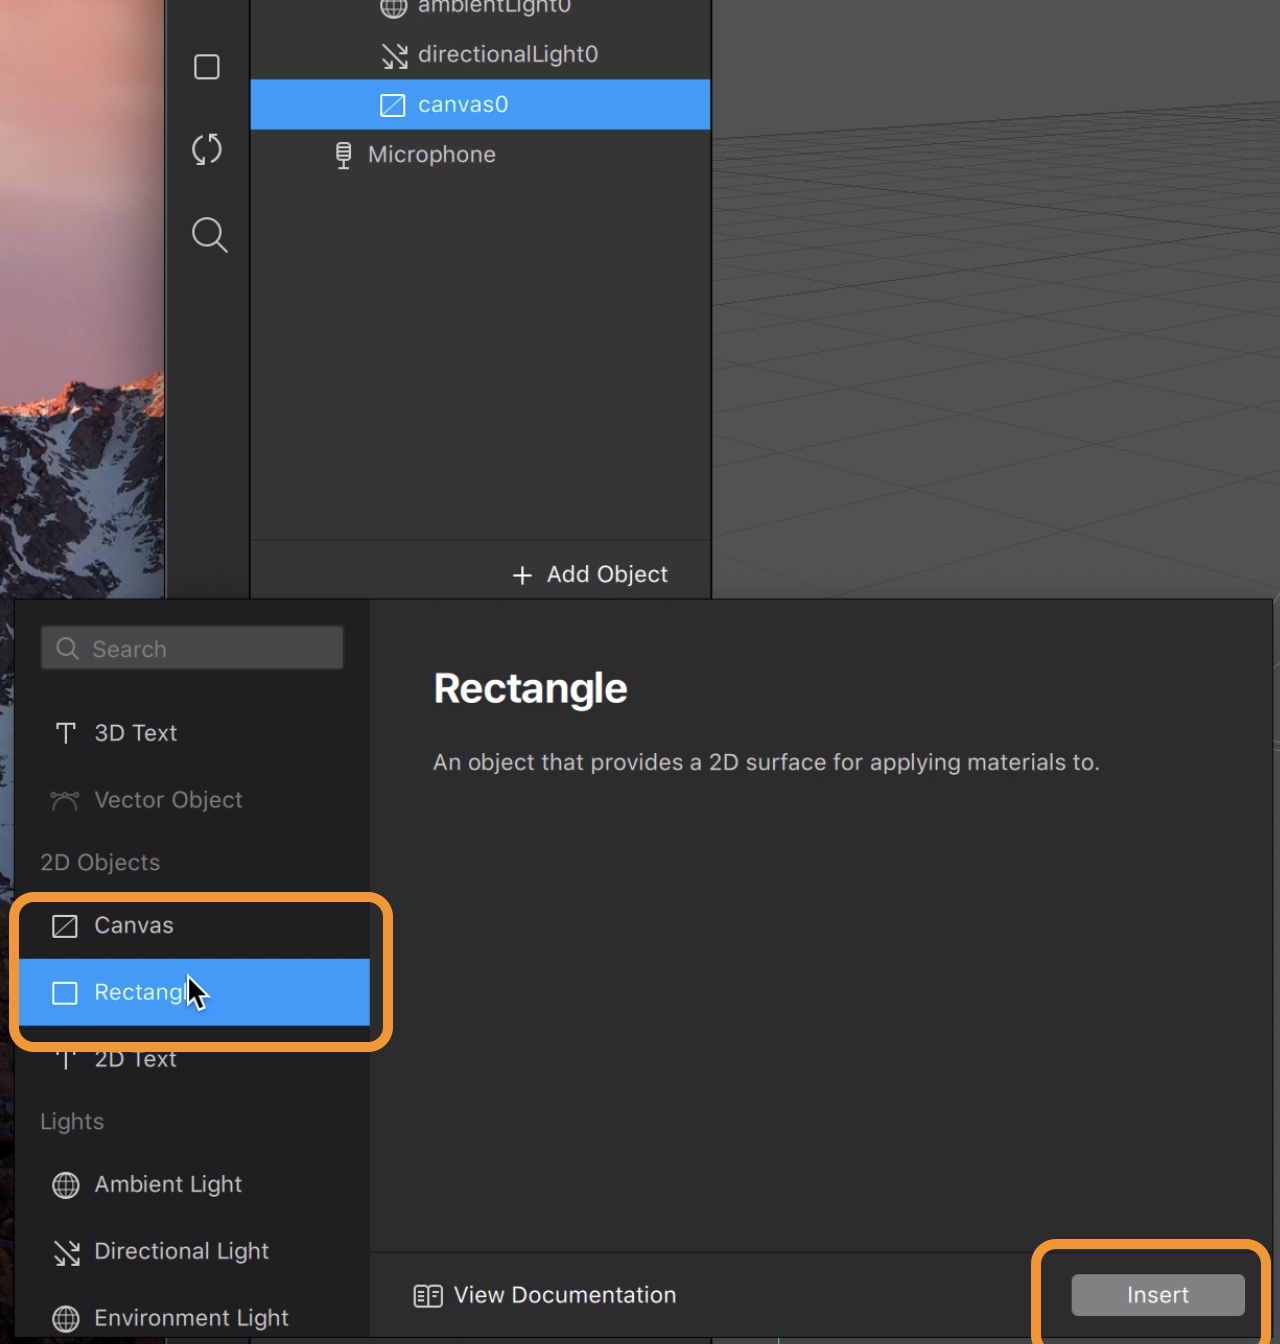 ambientLight0
directionalLight0
canvas0
Microphone
+ Add Object
Search
3D Text
Vector Object
2D Objects
Canvas
Rectangl
2D Text
Lights
Ambient Light
Directional Light
Environment Light
Rectangle
An object that provides a 2D surface for applying materials to.
View Documentation
Insert